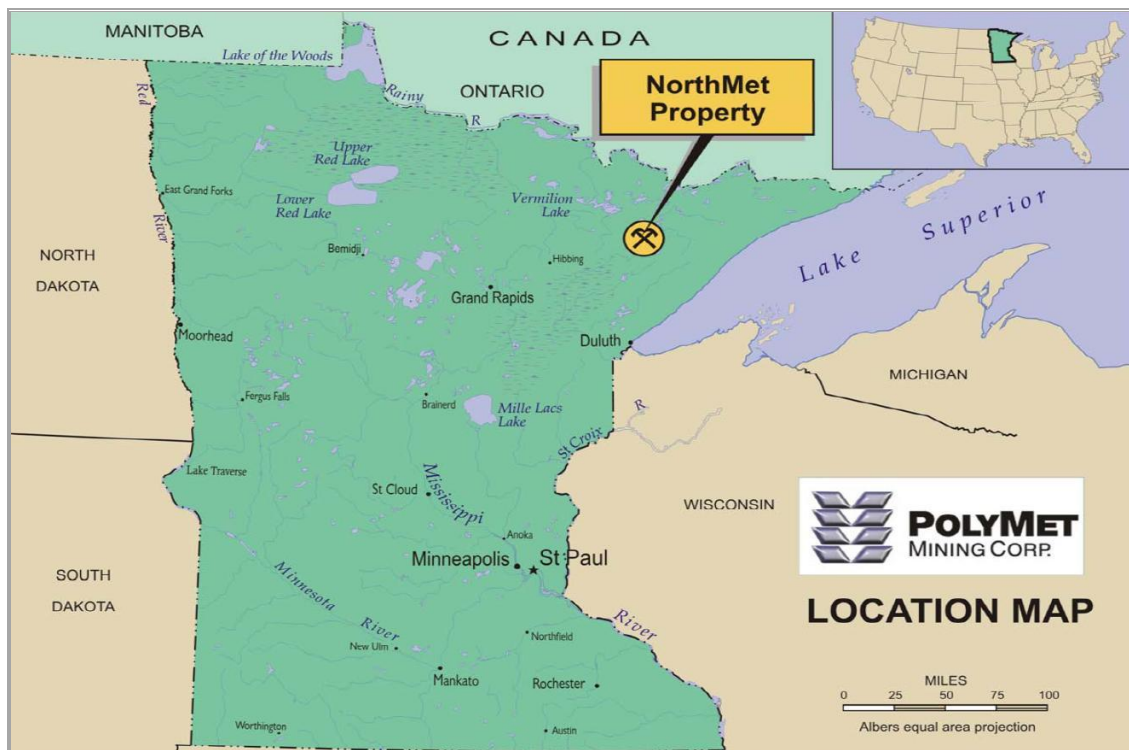 MANITOBA
CANADA
Lake of the Woods
Rainy
R
ONTARIO
NorthMet
Property
Red
River
Upper
Red Lake
Lower
Red Lake
Vermilion
Lake
East Grand Forks
Bemidji
Hibbing
Grand Rapids
Lake Superior
NORTH
DAKOTA
Moorhead
Duluth
MICHIGAN
Fergus Falls
Brainerd
Mille Lacs
Lake
R
St Croix
Lake Traverse
St Cloud
Mississippi
WISCONSIN
POLYMET
MINING CORP.
Anoka
Minneapolis
St Paul
SOUTH
DAKOTA
Minnesota
River
River
LOCATION MAP
Northfield
New Ulm
Mankato
Rochester
MILES
0 25 50 75 100
Albers equal area projection
Worthington
Austin